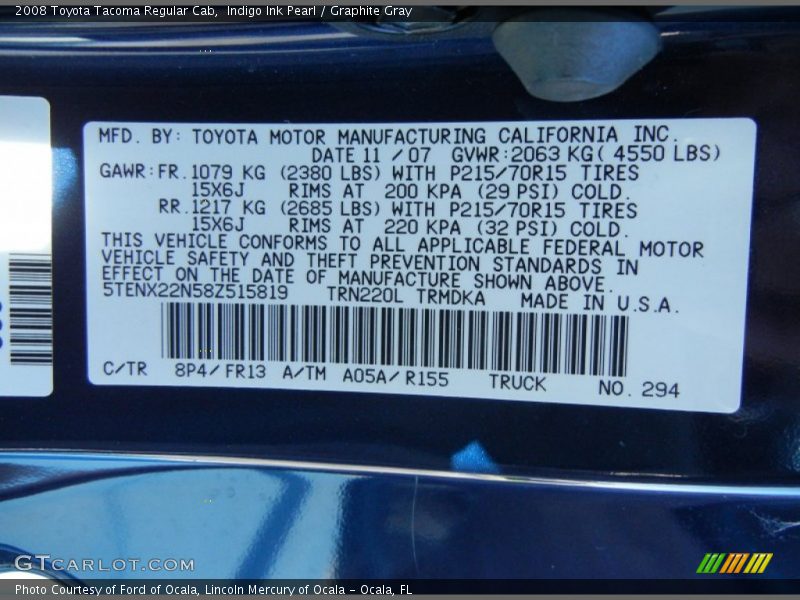 2008 Toyota Tacoma Regular Cab,  Indigo Ink Pearl / Graphite Gray
MFD. BY: TOYOTA MOTOR MANUFACTURING CALIFORNIA INC.
DATE 11 / 07 GVWR: 2063 KG( 4550 LBS)
GAWR: FR. 1079 KG (2380 LBS) WITH P215/70R15 TIRES
15X6J RIMS AT 200 KPA (29 PSI) COLD.
RR. 1217 KG (2685 LBS) WITH P215/70R15 TIRES
15X6J RIMS AT 220 KPA (32 PSI) COLD.
THIS VEHICLE CONFORMS TO ALL APPLICABLE FEDERAL MOTOR
VEHICLE SAFETY AND THEFT PREVENTION STANDARDS IN
EFFECT ON THE DATE OF MANUFACTURE SHOWN ABOVE.
5TENX22N58Z515819 TRN220L TRMDKA MADE IN U.S.A.
C/TR 8P4/FR13 A/TM A05A/R155 TRUCK NO. 294
GTCARLOT.COM
Photo Courtesy of Ford of Ocala, Lincoln Mercury of Ocala - Ocala, FL